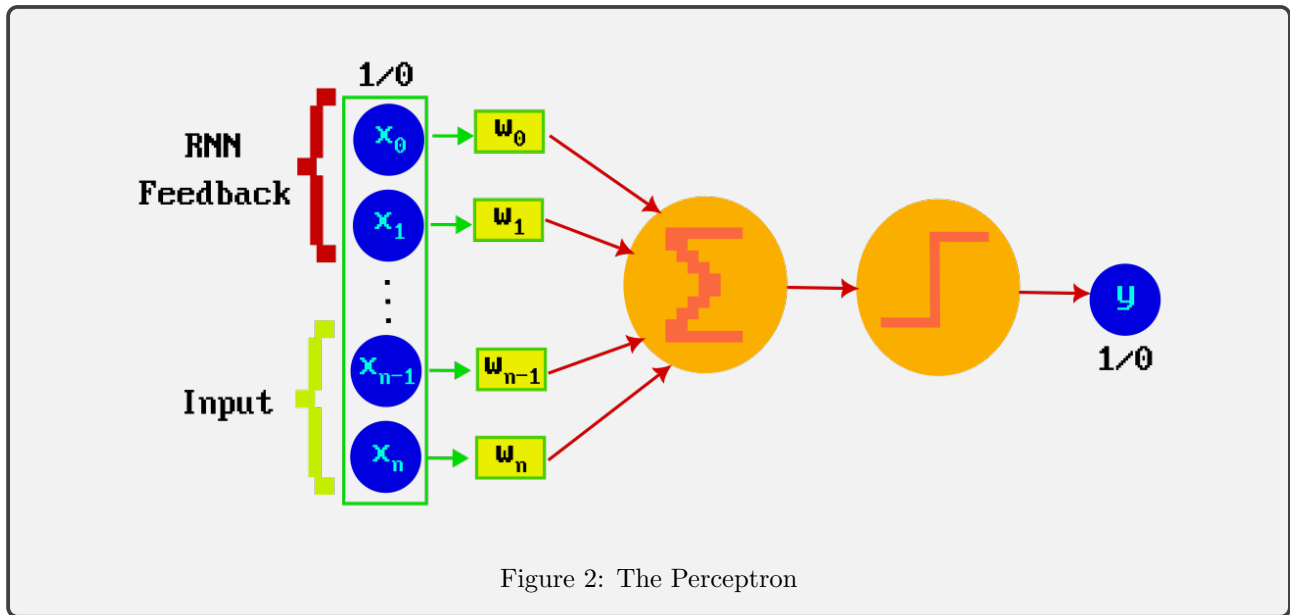 1/0
RNN
Feedback
x₀
w₀
x₁
w₁
⋮
Input
xₙ₋₁
wₙ₋₁
xₙ
wₙ
Σ
y
1/0
Figure 2: The Perceptron